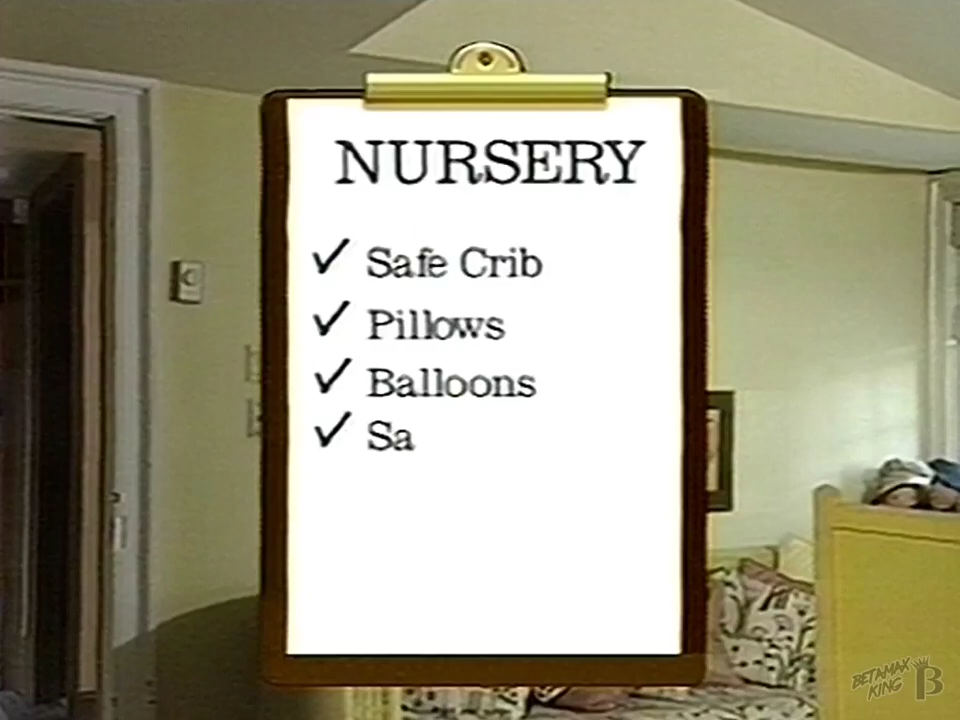 NURSERY
✓ Safe Crib
✓ Pillows
✓ Balloons
✓ Sa
BETAMAX
KING B